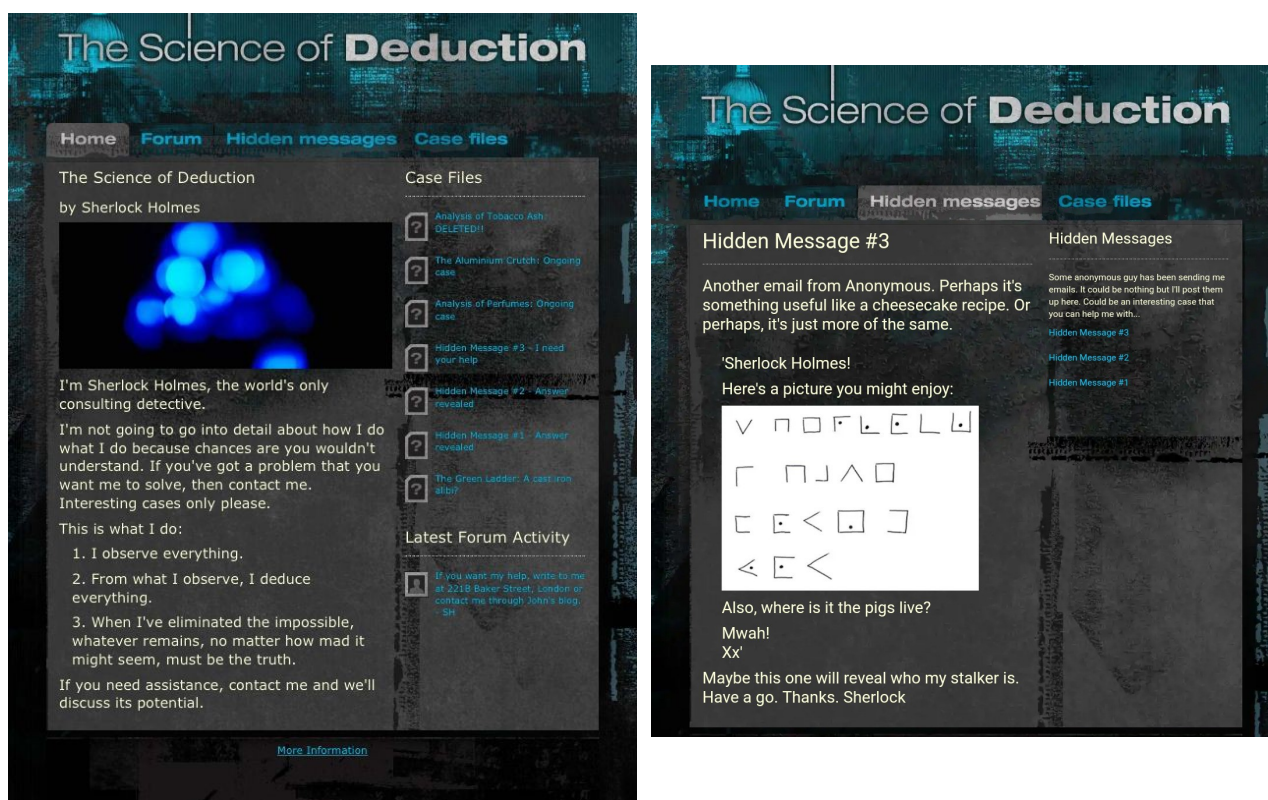 The Science of Deduction
Home
Forum
Hidden messages
Case files
The Science of Deduction
by Sherlock Holmes
I'm Sherlock Holmes, the world's only
consulting detective.
I'm not going to go into detail about how I do
what I do because chances are you wouldn't
understand. If you've got a problem that you
want me to solve, then contact me.
Interesting cases only please.
This is what I do:
1. I observe everything.
2. From what I observe, I deduce
everything.
3. When I've eliminated the impossible,
whatever remains, no matter how mad it
might seem, must be the truth.
If you need assistance, contact me and we'll
discuss its potential.
Case Files
Analysis of Tobacco Ash:
DELETED!!
The Aluminium Crutch: Ongoing
case
Analysis of Perfumes: Ongoing
case
Hidden Message #3 - I need
your help
Hidden Message #2 - Answer
revealed
Hidden Message #1 - Answer
revealed
The Green Ladder: A cast iron
alibi?
Latest Forum Activity
If you want my help, write to me
at 221B Baker Street, London or
contact me through John's blog.
- SH
More Information
The Science of Deduction
Home
Forum
Hidden messages
Case files
Hidden Message #3
Another email from Anonymous. Perhaps it's
something useful like a cheesecake recipe. Or
perhaps, it's just more of the same.
'Sherlock Holmes!
Here's a picture you might enjoy:
Also, where is it the pigs live?
Mwah!
Xx'
Maybe this one will reveal who my stalker is.
Have a go. Thanks. Sherlock
Hidden Messages
Some anonymous guy has been sending me
emails. It could be nothing but I'll post them
up here. Could be an interesting case that
you can help me with...
Hidden Message #3
Hidden Message #2
Hidden Message #1